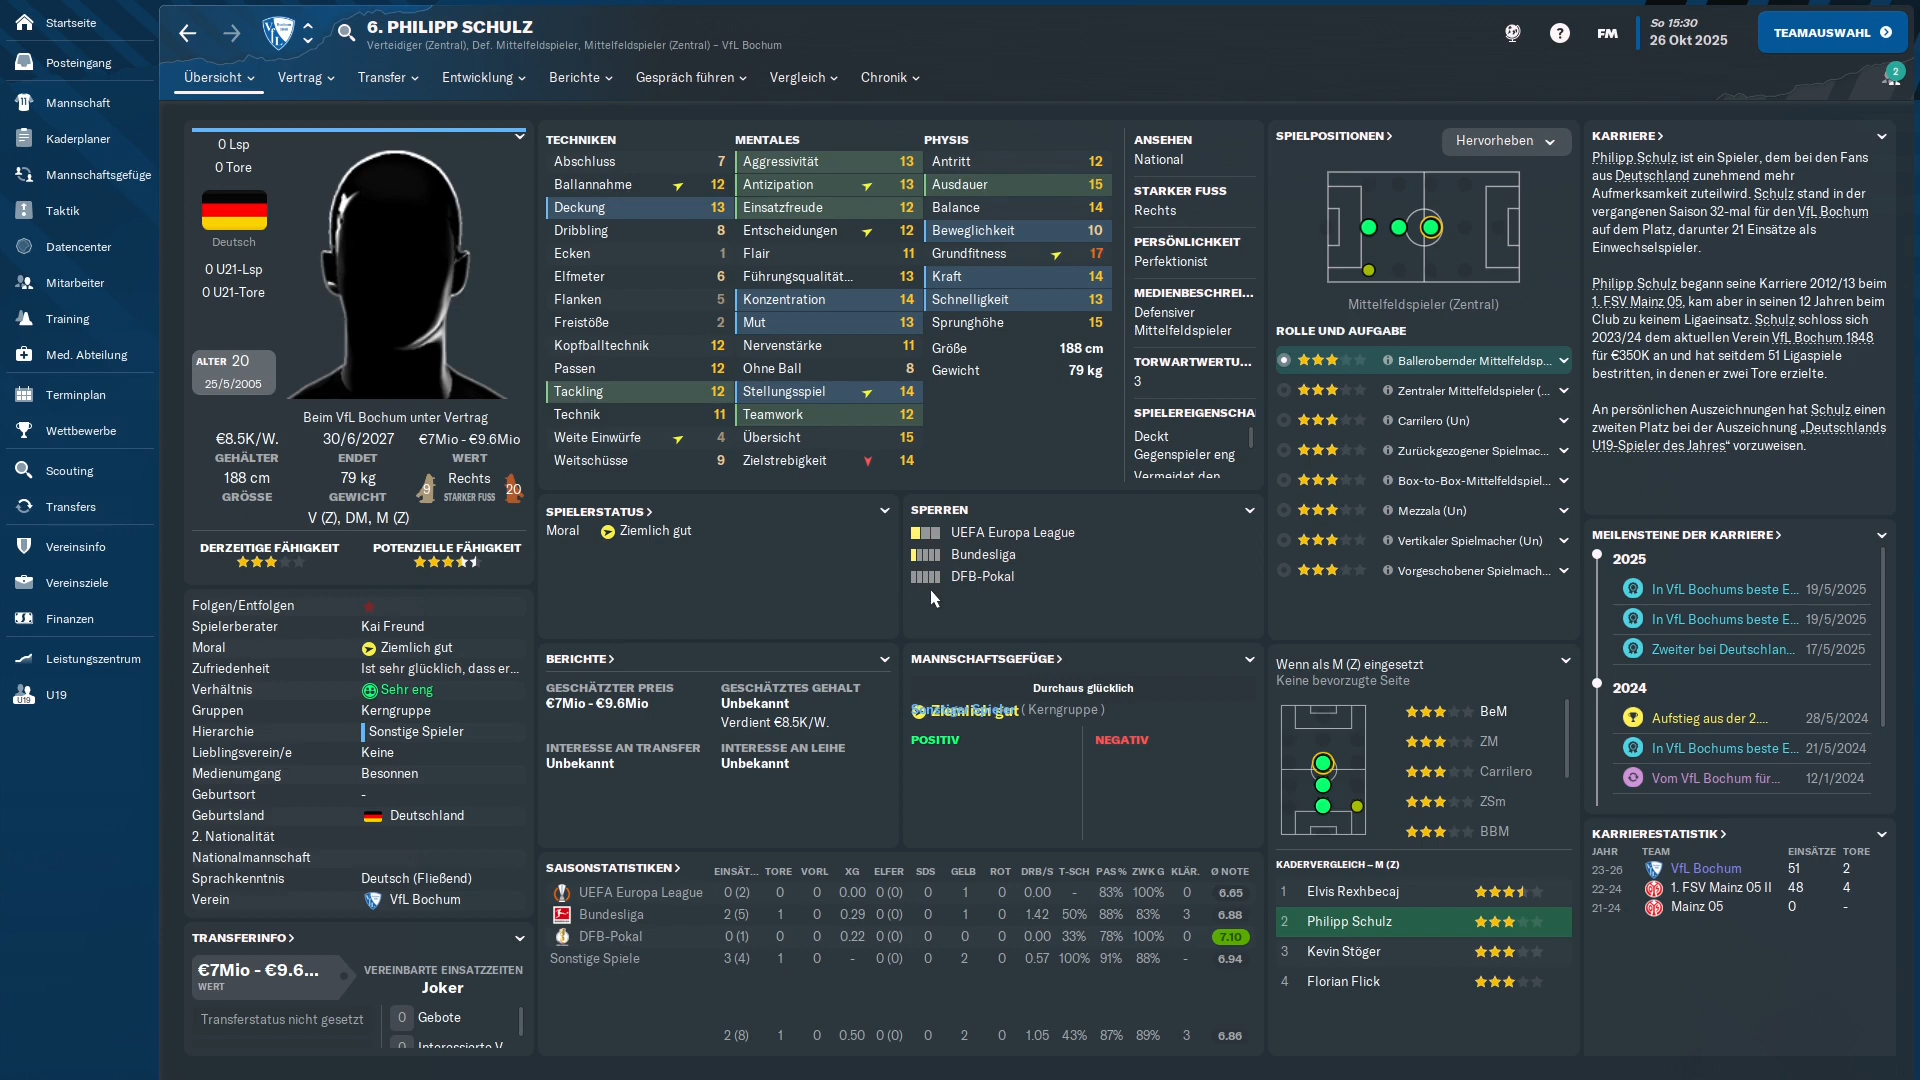 Startseite
Posteingang
Mannschaft
Kaderplaner
Mannschaftsgefüge
Taktik
Datencenter
Mitarbeiter
Training
Med. Abteilung
Terminplan
Wettbewerbe
Scouting
Transfers
Vereinsinfo
Vereinsziele
Finanzen
Leistungszentrum
U19
6. PHILIPP SCHULZ
Verteidiger (Zentral), Def. Mittelfeldspieler, Mittelfeldspieler (Zentral) - VfL Bochum
FM
So 15:30
26 Okt 2025
TEAMAUSWAHL
2
Übersicht Vertrag Transfer Entwicklung Berichte Gespräch führen Vergleich Chronik
0 Lsp
0 Tore
Deutsch
0 U21-Lsp
0 U21-Tore
ALTER 20
25/5/2005
Beim VfL Bochum unter Vertrag
€8.5K/W. 30/6/2027 €7Mio - €9.6Mio
GEHÄLTER ENDET WERT
188 cm 79 kg 9 Rechts 20
GRÖSSE GEWICHT STARKER FUSS
V (Z), DM, M (Z)
DERZEITIGE FÄHIGKEIT POTENZIELLE FÄHIGKEIT
Folgen/Entfolgen
Spielerberater Kai Freund
Moral Ziemlich gut
Zufriedenheit Ist sehr glücklich, dass er...
Verhältnis Sehr eng
Gruppen Kerngruppe
Hierarchie Sonstige Spieler
Lieblingsverein/e Keine
Medienumgang Besonnen
Geburtsort -
Geburtsland Deutschland
2. Nationalität
Nationalmannschaft
Sprachkenntnis Deutsch (Fließend)
Verein VfL Bochum
TRANSFERINFO
€7Mio - €9.6...
WERT
VEREINBARTE EINSATZZEITEN
Joker
Transferstatus nicht gesetzt
0 Gebote
0 Interessierte V
TECHNIKEN
Abschluss 7
Ballannahme 12
Deckung 13
Dribbling 8
Ecken 1
Elfmeter 6
Flanken 5
Freistöße 2
Kopfballtechnik 12
Passen 12
Tackling 12
Technik 11
Weite Einwürfe 4
Weitschüsse 9
MENTALES
Aggressivität 13
Antizipation 13
Einsatzfreude 12
Entscheidungen 12
Flair 11
Führungsqualität... 13
Konzentration 14
Mut 13
Nervenstärke 11
Ohne Ball 8
Stellungsspiel 14
Teamwork 12
Übersicht 15
Zielstrebigkeit 14
PHYSIS
Antritt 12
Ausdauer 15
Balance 14
Beweglichkeit 10
Grundfitness 17
Kraft 14
Schnelligkeit 13
Sprunghöhe 15
Größe 188 cm
Gewicht 79 kg
ANSEHEN
National
STARKER FUSS
Rechts
PERSÖNLICHKEIT
Perfektionist
MEDIENBESCHREI...
Defensiver
Mittelfeldspieler
TORWARTWERTU...
3
SPIELEREIGENSCHA
Deckt
Gegenspieler eng
Vermeidet den
SPIELERSTATUS
Moral Ziemlich gut
SPERREN
UEFA Europa League
Bundesliga
DFB-Pokal
BERICHTE
GESCHÄTZTER PREIS GESCHÄTZTES GEHALT
€7Mio - €9.6Mio Unbekannt
Verdient €8.5K/W.
INTERESSE AN TRANSFER INTERESSE AN LEIHE
Unbekannt Unbekannt
MANNSCHAFTSGEFÜGE
Durchaus glücklich
Sonstige Spieler ( Kerngruppe )
Ziemlich gut
POSITIV NEGATIV
SAISONSTATISTIKEN EINSÄT... TORE VORL XG ELFER SDS GELB ROT DRB/S T-SCH PAS% ZWK G KLÄR. Ø NOTE
UEFA Europa League 0 (2) 0 0 0.00 0 (0) 0 1 0 0.00 - 83% 100% 0 6.65
Bundesliga 2 (5) 1 0 0.29 0 (0) 0 1 0 1.42 50% 88% 83% 3 6.88
DFB-Pokal 0 (1) 0 0 0.22 0 (0) 0 0 0 0.00 33% 78% 100% 0 7.10
Sonstige Spiele 3 (4) 1 0 - 0 (0) 0 2 0 0.57 100% 91% 88% - 6.94
2 (8) 1 0 0.50 0 (0) 0 2 0 1.05 43% 87% 89% 3 6.86
SPIELPOSITIONEN
Hervorheben
Mittelfeldspieler (Zentral)
ROLLE UND AUFGABE
Ballerobernder Mittelfeldsp...
Zentraler Mittelfeldspieler (...
Carrilero (Un)
Zurückgezogener Spielmac...
Box-to-Box-Mittelfeldspiel...
Mezzala (Un)
Vertikaler Spielmacher (Un)
Vorgeschobener Spielmach...
Wenn als M (Z) eingesetzt
Keine bevorzugte Seite
BeM
ZM
Carrilero
ZSm
BBM
KADERVERGLEICH – M (Z)
1 Elvis Rexhbecaj
2 Philipp Schulz
3 Kevin Stöger
4 Florian Flick
KARRIERE
Philipp Schulz ist ein Spieler, dem bei den Fans
aus Deutschland zunehmend mehr
Aufmerksamkeit zuteilwird. Schulz stand in der
vergangenen Saison 32-mal für den VfL Bochum
auf dem Platz, darunter 21 Einsätze als
Einwechselspieler.
Philipp Schulz begann seine Karriere 2012/13 beim
1. FSV Mainz 05, kam aber in seinen 12 Jahren beim
Club zu keinem Ligaeinsatz. Schulz schloss sich
2023/24 dem aktuellen Verein VfL Bochum 1848
für €350K an und hat seitdem 51 Ligaspiele
bestritten, in denen er zwei Tore erzielte.
An persönlichen Auszeichnungen hat Schulz einen
zweiten Platz bei der Auszeichnung „Deutschlands
U19-Spieler des Jahres“ vorzuweisen.
MEILENSTEINE DER KARRIERE
2025
In VfL Bochums beste E... 19/5/2025
In VfL Bochums beste E... 19/5/2025
Zweiter bei Deutschlan... 17/5/2025
2024
Aufstieg aus der 2.... 28/5/2024
In VfL Bochums beste E... 21/5/2024
Vom VfL Bochum für... 12/1/2024
KARRIERESTATISTIK
JAHR TEAM EINSÄTZE TORE
23-26 VfL Bochum 51 2
22-24 1. FSV Mainz 05 II 48 4
21-24 Mainz 05 0 -